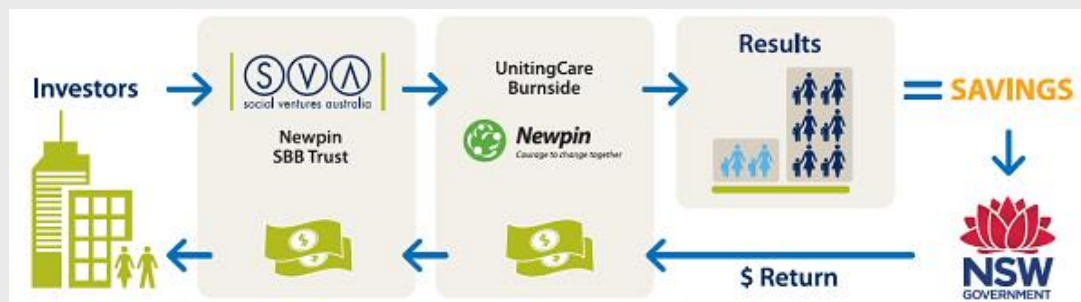 Investors
SVA
social ventures australia
Newpin
SBB Trust
UnitingCare
Burnside
Newpin
Courage to change together
Results
= SAVINGS
$ Return
NSW
GOVERNMENT
$
$